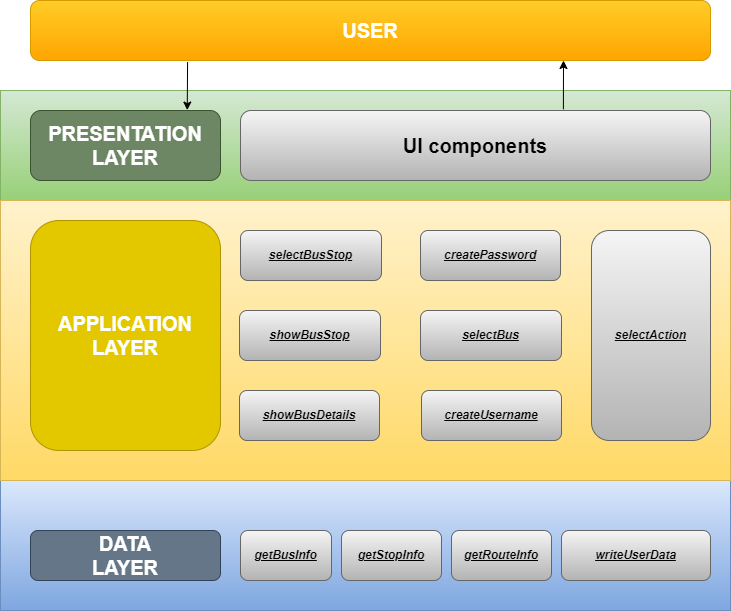 USER
PRESENTATION
LAYER
UI components
APPLICATION
LAYER
selectBusStop
createPassword
showBusStop
selectBus
selectAction
showBusDetails
createUsername
DATA
LAYER
getBusInfo
getStopInfo
getRouteInfo
writeUserData